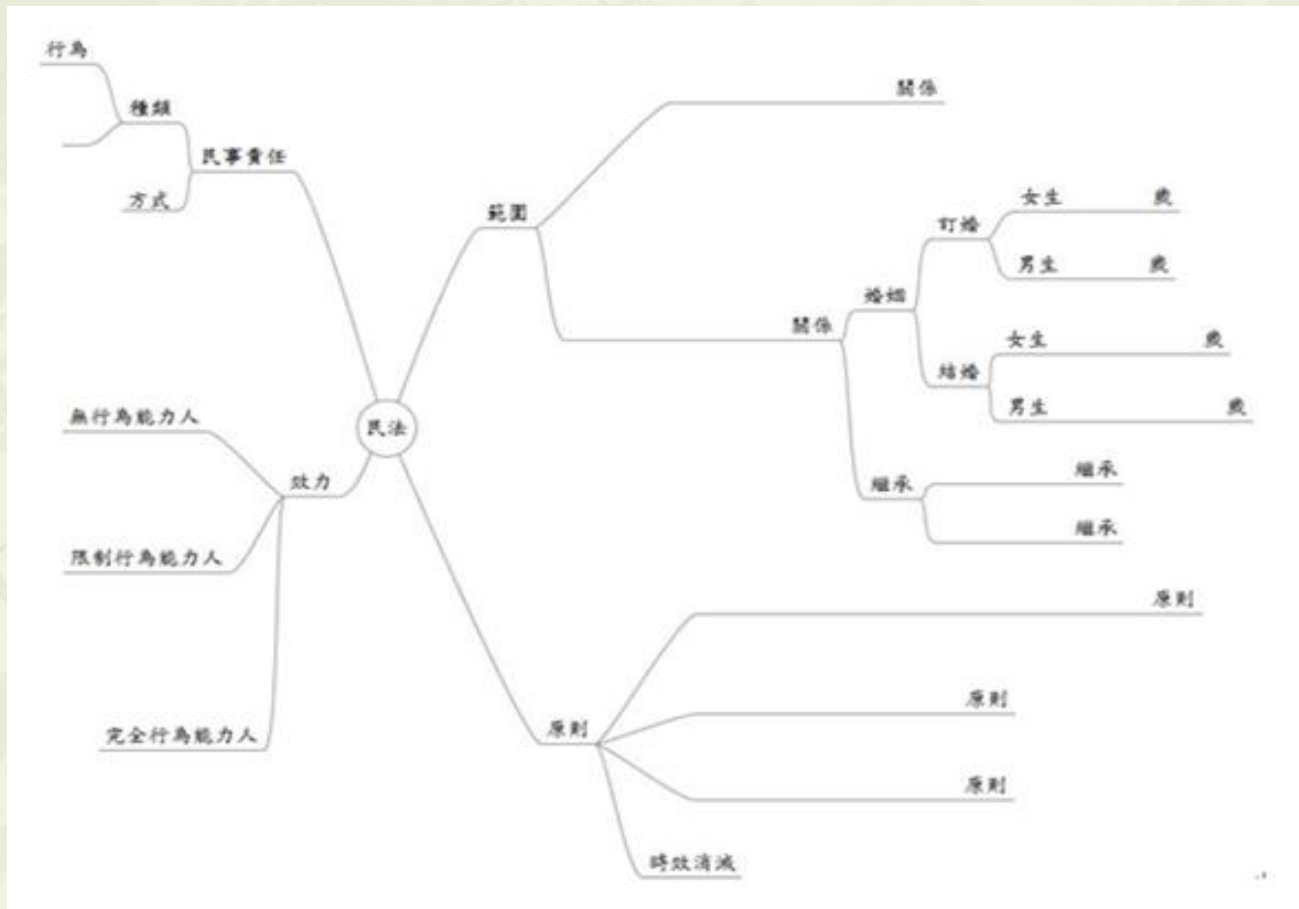 行為
種類
民事責任
方式
範圍
關係
關係
婚姻
訂婚
女生 歲
男生 歲
結婚
女生 歲
男生 歲
繼承
繼承
繼承
民法
效力
無行為能力人
限制行為能力人
完全行為能力人
原則
原則
原則
原則
時效消滅